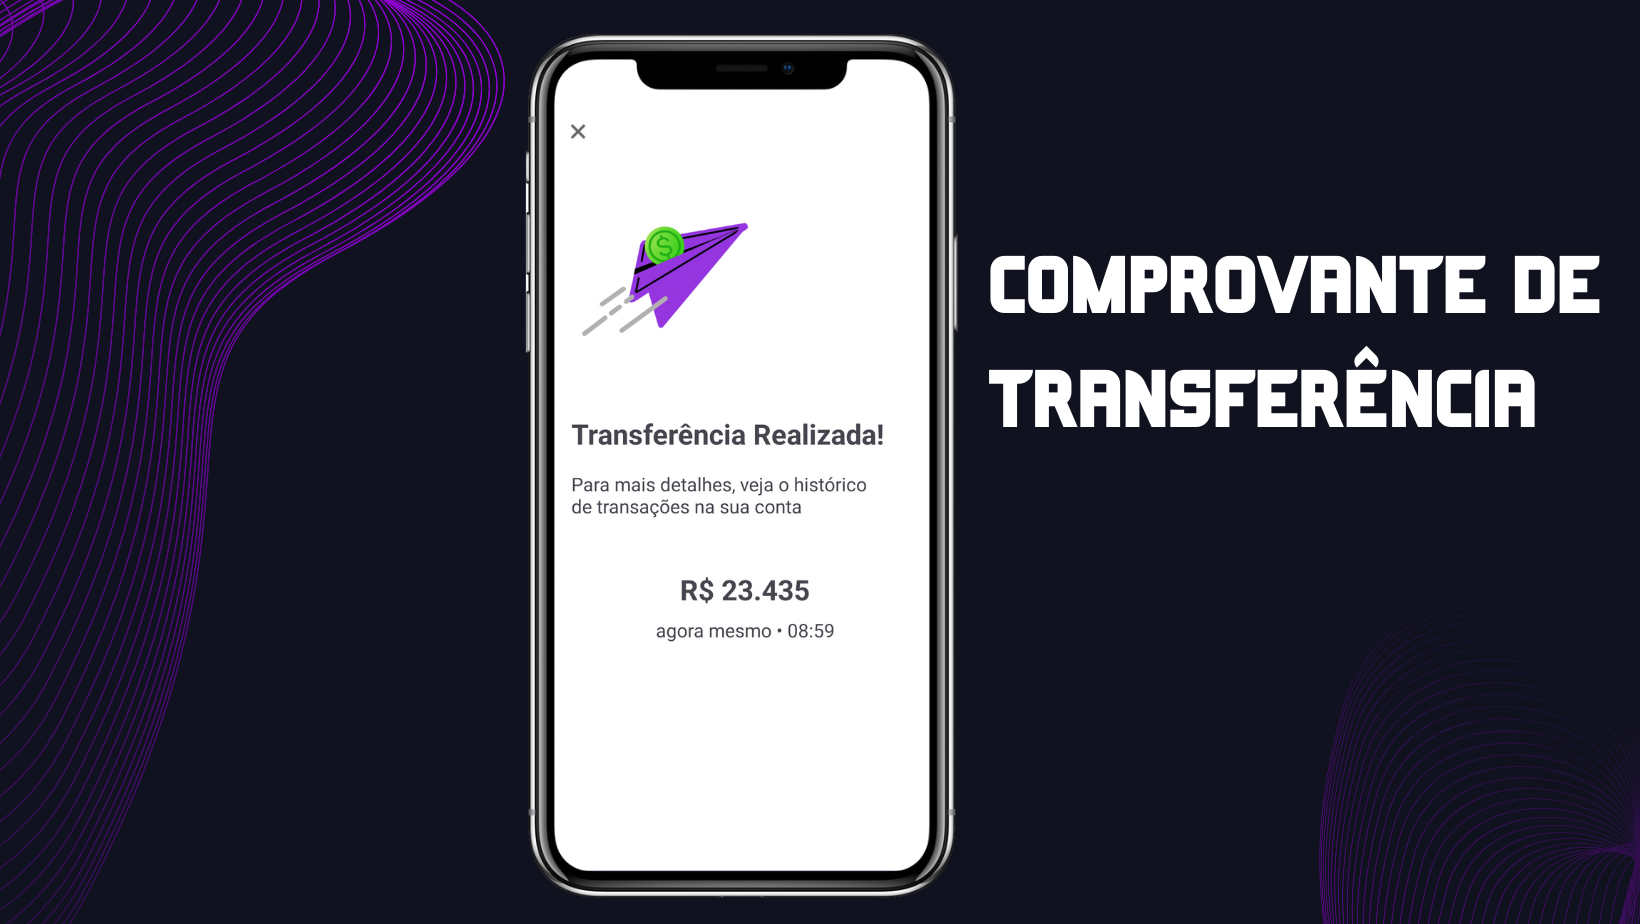 Transferência Realizada!
Para mais detalhes, veja o histórico
de transações na sua conta
R$ 23.435
agora mesmo • 08:59
COMPROVANTE DE
TRANSFERÊNCIA